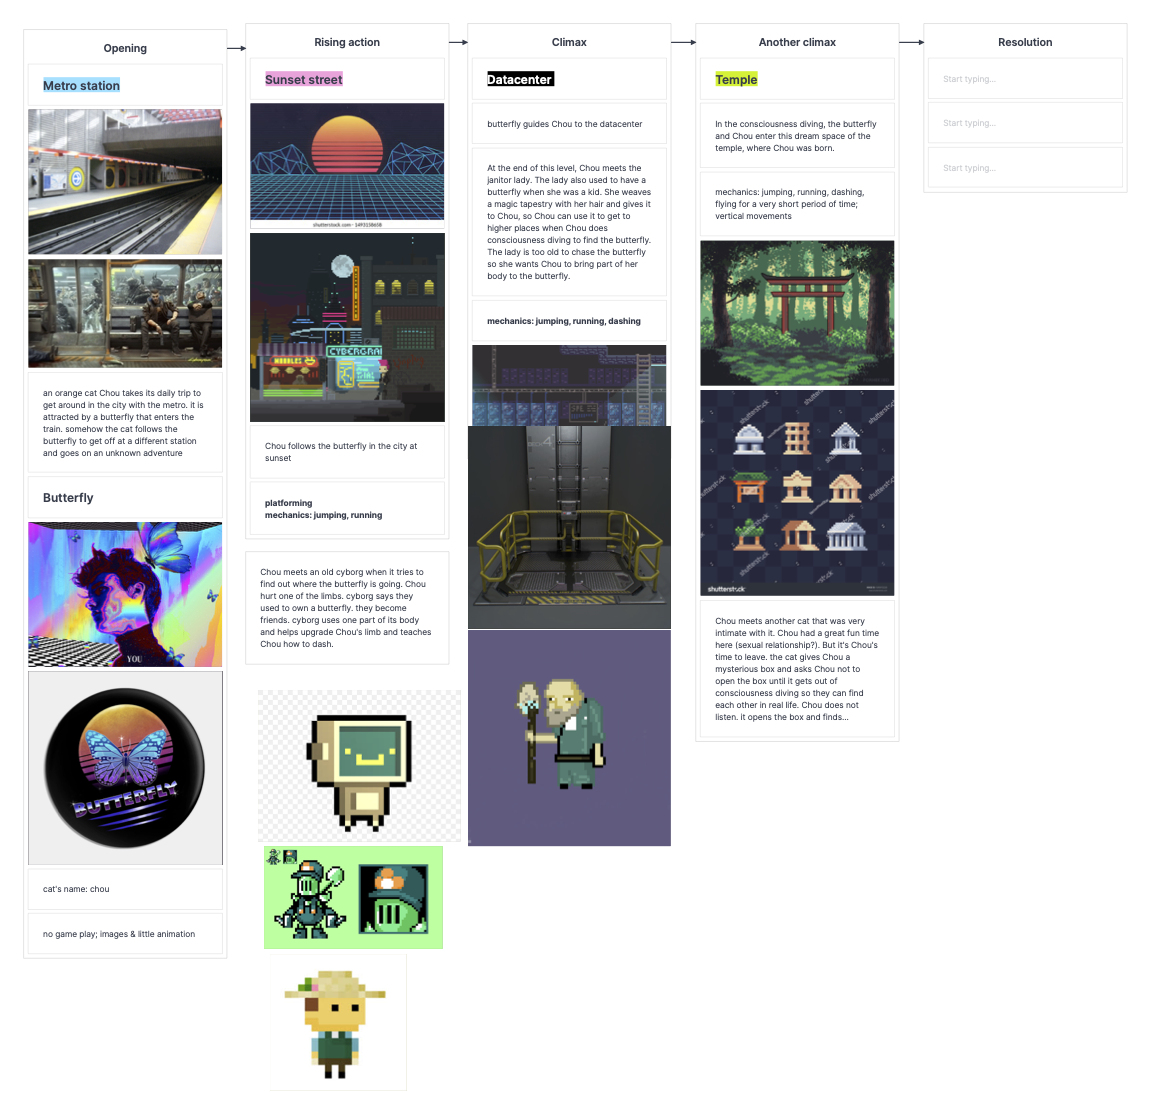 Opening
Metro station
an orange cat Chou takes its daily trip to
get around in the city with the metro. it is
attracted by a butterfly that enters the
train. somehow the cat follows the
butterfly to get off at a different station
and goes on an unknown adventure
Butterfly
YOU
BUTTERFLY
cat's name: chou
no game play; images & little animation
Rising action
Sunset street
shutterstock.com · 1493138618
NOODLES
CYBERGRA
Chou follows the butterfly in the city at
sunset
platforming
mechanics: jumping, running
Chou meets an old cyborg when it tries to
find out where the butterfly is going. Chou
hurt one of the limbs. cyborg says they
used to own a butterfly. they become
friends. cyborg uses one part of its body
and helps upgrade Chou's limb and teaches
Chou how to dash.
Climax
Datacenter
butterfly guides Chou to the datacenter
At the end of this level, Chou meets the
janitor lady. The lady also used to have a
butterfly when she was a kid. She weaves
a magic tapestry with her hair and gives it
to Chou, so Chou can use it to get to
higher places when Chou does
consciousness diving to find the butterfly.
The lady is too old to chase the butterfly
so she wants Chou to bring part of her
body to the butterfly.
mechanics: jumping, running, dashing
4
Another climax
Temple
In the consciousness diving, the butterfly
and Chou enter this dream space of the
temple, where Chou was born.
mechanics: jumping, running, dashing,
flying for a very short period of time;
vertical movements
shutterstock
shutterstock
shutterstock
shutterstock
shutterstock
Chou meets another cat that was very
intimate with it. Chou had a great fun time
here (sexual relationship?). But it's Chou's
time to leave. the cat gives Chou a
mysterious box and asks Chou not to
open the box until it gets out of
consciousness diving so they can find
each other in real life. Chou does not
listen. it opens the box and finds...
Resolution
Start typing...
Start typing...
Start typing...